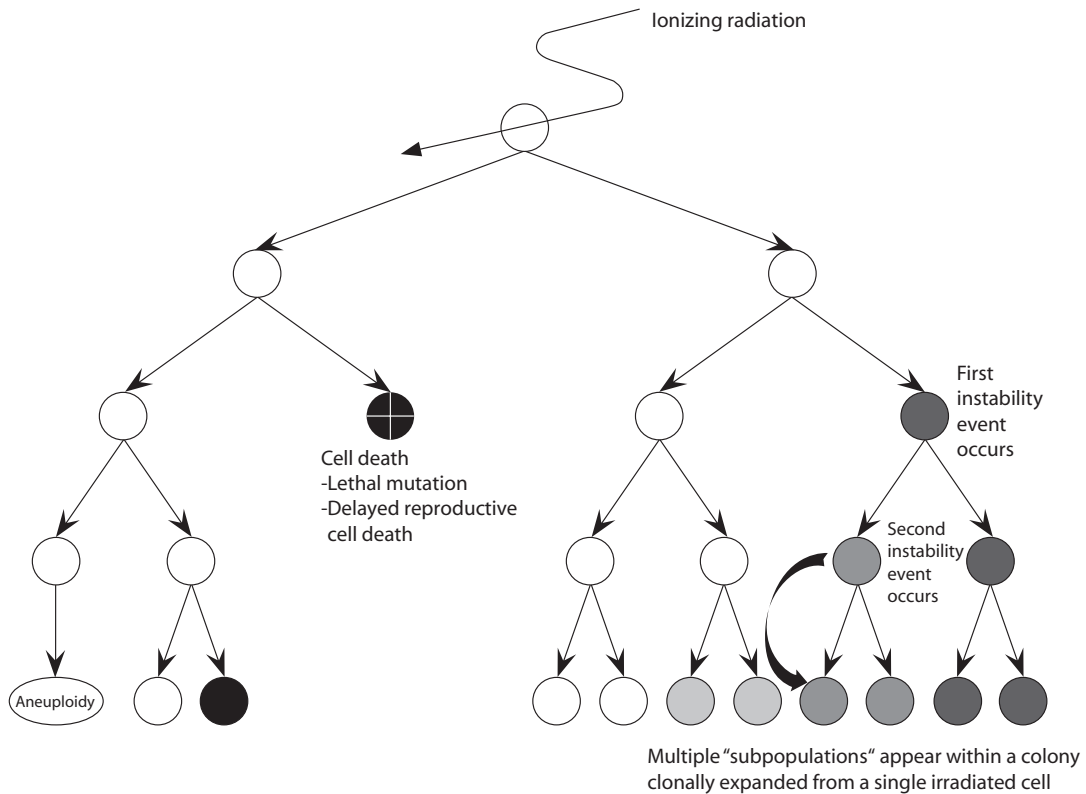 Ionizing radiation
First
instability
event
occurs
Cell death
-Lethal mutation
-Delayed reproductive
cell death
Second
instability
event
occurs
Aneuploidy
Multiple “subpopulations“ appear within a colony
clonally expanded from a single irradiated cell